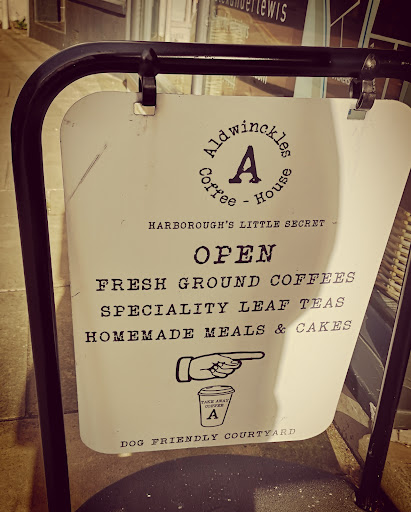 anderlewis
Aldwinckles
A
Coffee - House
HARBOROUGH'S LITTLE SECRET
OPEN
FRESH GROUND COFFEES
SPECIALITY LEAF TEAS
HOMEMADE MEALS & CAKES
TAKE AWAY
COFFEE
A
DOG FRIENDLY COURTYARD